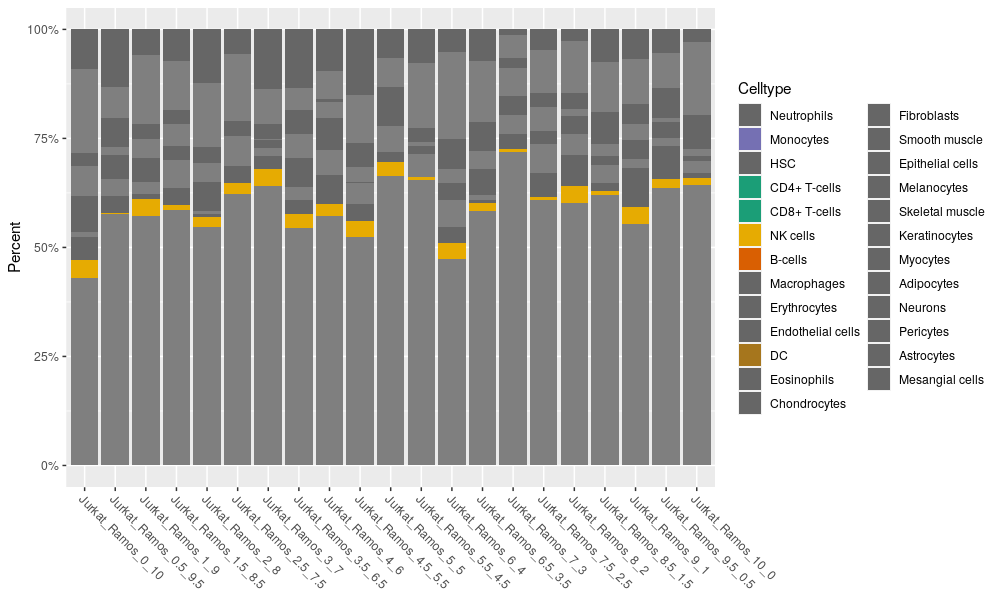 Percent
100%
75%
50%
25%
0%
Jurkat_Ramos_0_10
Jurkat_Ramos_0.5_9.5
Jurkat_Ramos_1_9
Jurkat_Ramos_1.5_8.5
Jurkat_Ramos_2_8
Jurkat_Ramos_2.5_7.5
Jurkat_Ramos_3_7
Jurkat_Ramos_3.5_6.5
Jurkat_Ramos_4_6
Jurkat_Ramos_4.5_5.5
Jurkat_Ramos_5_5
Jurkat_Ramos_5.5_4.5
Jurkat_Ramos_6_4
Jurkat_Ramos_6.5_3.5
Jurkat_Ramos_7_3
Jurkat_Ramos_7.5_2.5
Jurkat_Ramos_8_2
Jurkat_Ramos_8.5_1.5
Jurkat_Ramos_9_1
Jurkat_Ramos_9.5_0.5
Jurkat_Ramos_10_0
Celltype
Neutrophils
Monocytes
HSC
CD4+ T-cells
CD8+ T-cells
NK cells
B-cells
Macrophages
Erythrocytes
Endothelial cells
DC
Eosinophils
Chondrocytes
Fibroblasts
Smooth muscle
Epithelial cells
Melanocytes
Skeletal muscle
Keratinocytes
Myocytes
Adipocytes
Neurons
Pericytes
Astrocytes
Mesangial cells